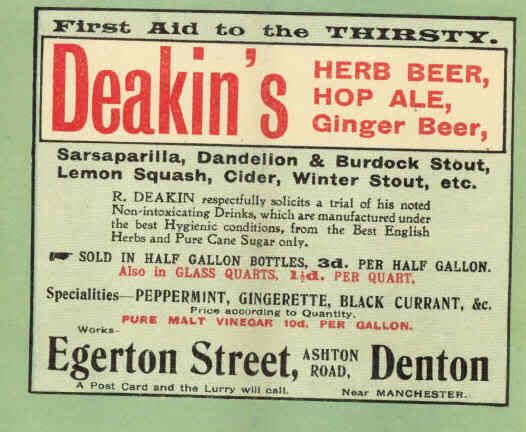 First Aid to the THIRSTY.
Deakin's
HERB BEER,
HOP ALE,
Ginger Beer,
Sarsaparilla, Dandelion & Burdock Stout,
Lemon Squash, Cider, Winter Stout, etc.
R. DEAKIN respectfully solicits a trial of his noted
Non-intoxicating Drinks, which are manufactured under
the best Hygienic conditions, from the Best English
Herbs and Pure Cane Sugar only.
☛ SOLD IN HALF GALLON BOTTLES, 3d. PER HALF GALLON.
Also in GLASS QUARTS, 1½d. PER QUART.
Specialities—PEPPERMINT, GINGERETTE, BLACK CURRANT, &c.
Price according to Quantity.
PURE MALT VINEGAR 10d. PER GALLON.
Works-
Egerton Street, ASHTON ROAD, Denton
A Post Card and the Lurry will call. Near MANCHESTER.